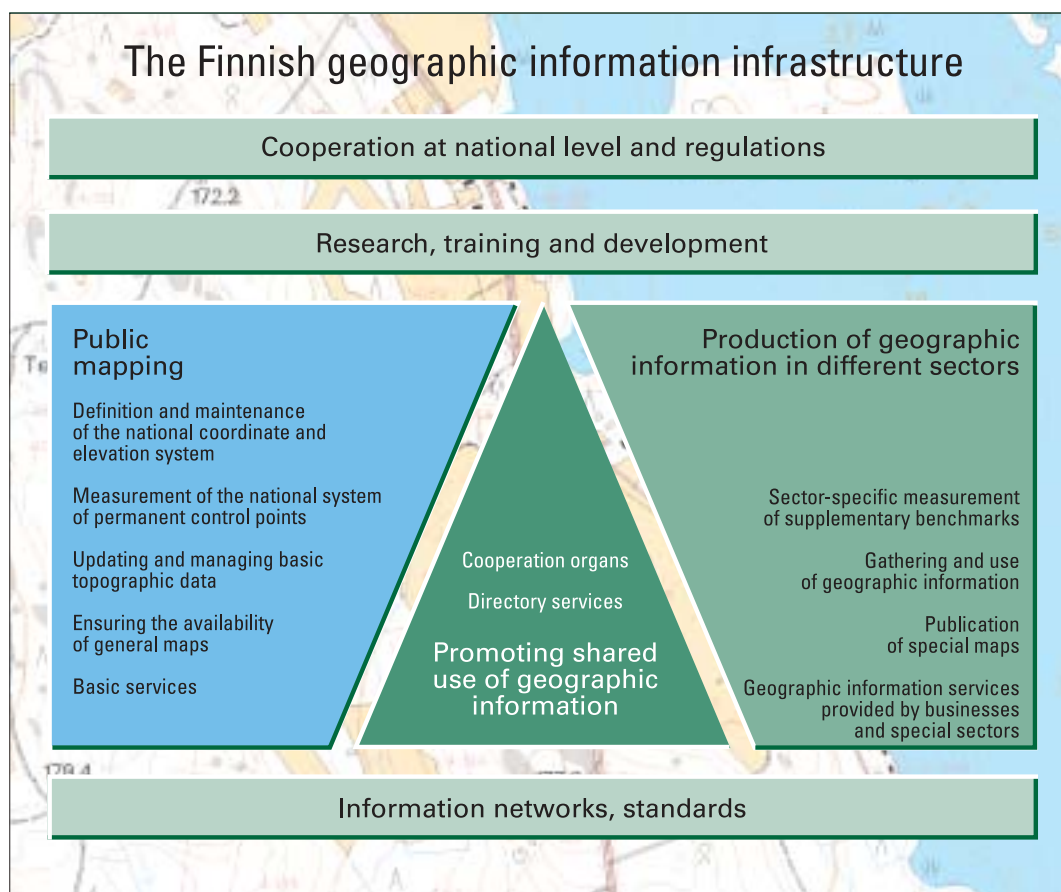 The Finnish geographic information infrastructure
Cooperation at national level and regulations
172.2
Research, training and development
Public
mapping
Definition and maintenance
of the national coordinate and
elevation system
Measurement of the national system
of permanent control points
Updating and managing basic
topographic data
Ensuring the availability
of general maps
Basic services
Cooperation organs
Directory services
Promoting shared
use of geographic
information
Production of geographic
information in different sectors
Sector-specific measurement
of supplementary benchmarks
Gathering and use
of geographic information
Publication
of special maps
Geographic information services
provided by businesses
and special sectors
Information networks, standards